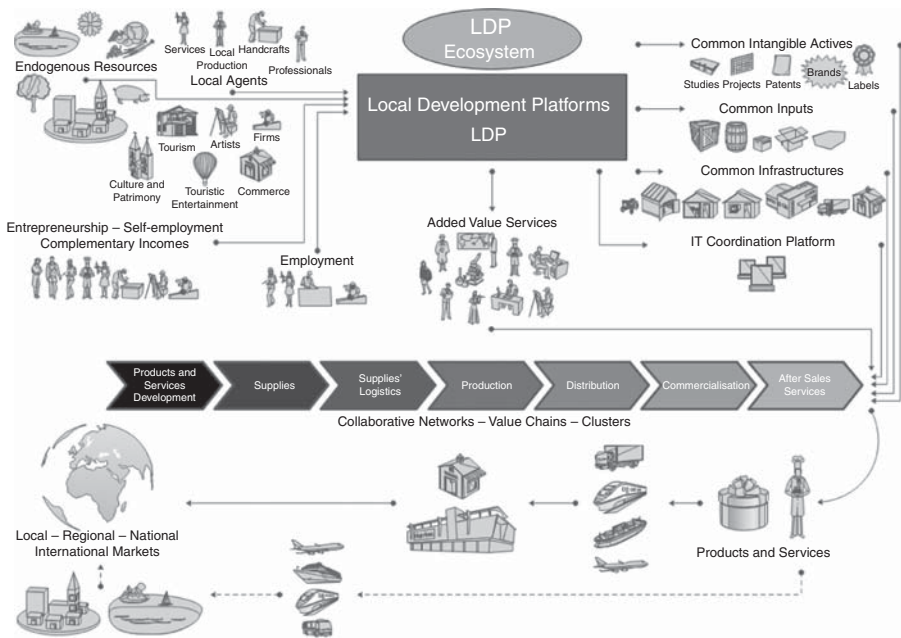 LDP
Ecosystem
Services
Local
Production
Handcrafts
Professionals
Endogenous Resources
Local Agents
Local Development Platforms
LDP
Common Intangible Actives
Studies
Projects
Patents
Brands
Labels
Common Inputs
Common Infrastructures
IT Coordination Platform
Tourism
Artists
Firms
Culture and
Patrimony
Touristic
Entertainment
Commerce
Entrepreneurship – Self-employment
Complementary Incomes
Employment
Added Value Services
Products and
Services
Development
Supplies
Supplies'
Logistics
Production
Distribution
Commercialisation
After Sales
Services
Collaborative Networks – Value Chains – Clusters
Local – Regional – National
International Markets
Products and Services